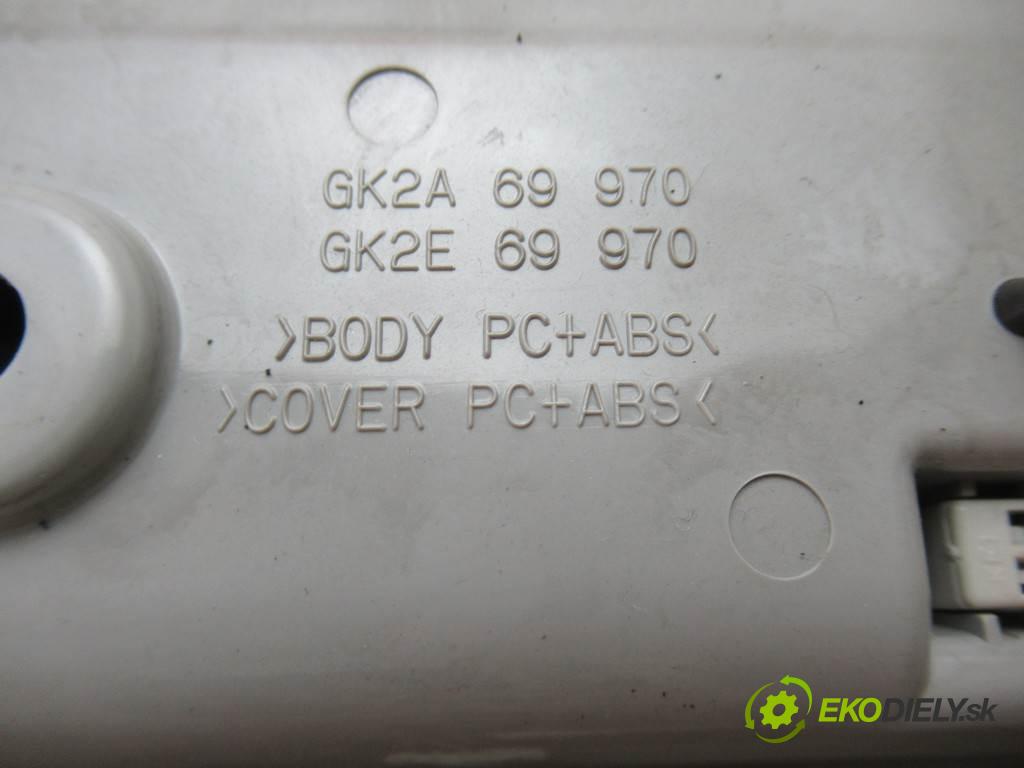 GK2A 69 970
GK2E 69 970
>BODY PC+ABS<
>COVER PC+ABS<
EKODIELY.sk